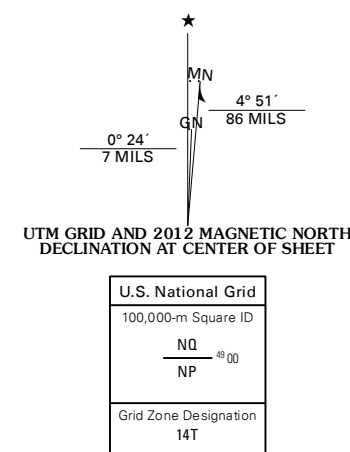 ★
MN
GN
4° 51´
86 MILS
0° 24´
7 MILS
UTM GRID AND 2012 MAGNETIC NORTH
DECLINATION AT CENTER OF SHEET
U.S. National Grid
100,000-m Square ID
NQ
49 00
NP
Grid Zone Designation
14T